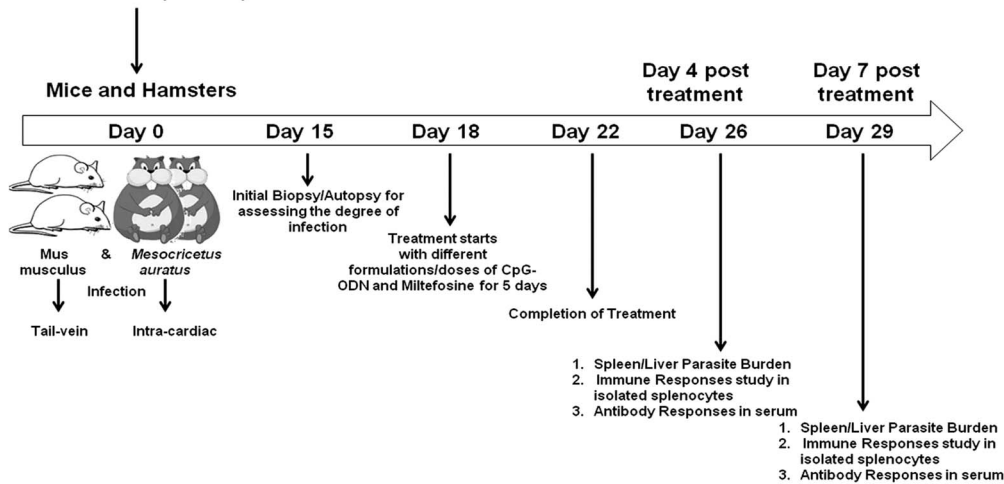 Mice and Hamsters
Day 4 post
treatment
Day 7 post
treatment
Day 0
Day 15
Day 18
Day 22
Day 26
Day 29
Initial Biopsy/Autopsy for
assessing the degree of
infection
Treatment starts
with different
formulations/doses of CpG-
ODN and Miltefosine for 5 days
Completion of Treatment
Mus
musculus
&
Mesocricetus
auratus
Infection
Tail-vein
Intra-cardiac
1. Spleen/Liver Parasite Burden
2. Immune Responses study in
isolated splenocytes
3. Antibody Responses in serum
1. Spleen/Liver Parasite Burden
2. Immune Responses study in
isolated splenocytes
3. Antibody Responses in serum